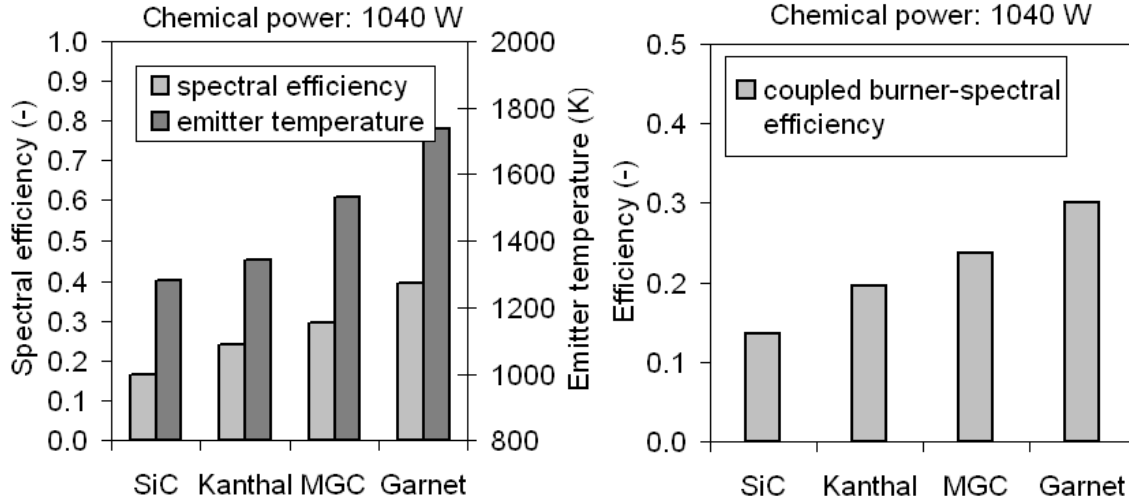 Chemical power: 1040 W
spectral efficiency
emitter temperature
Spectral efficiency (-)
1.0
0.9
0.8
0.7
0.6
0.5
0.4
0.3
0.2
0.1
0.0
Emitter temperature (K)
2000
1800
1600
1400
1200
1000
800
SiC Kanthal MGC Garnet
Chemical power: 1040 W
coupled burner-spectral
efficiency
Efficiency (-)
0.5
0.4
0.3
0.2
0.1
0.0
SiC Kanthal MGC Garnet